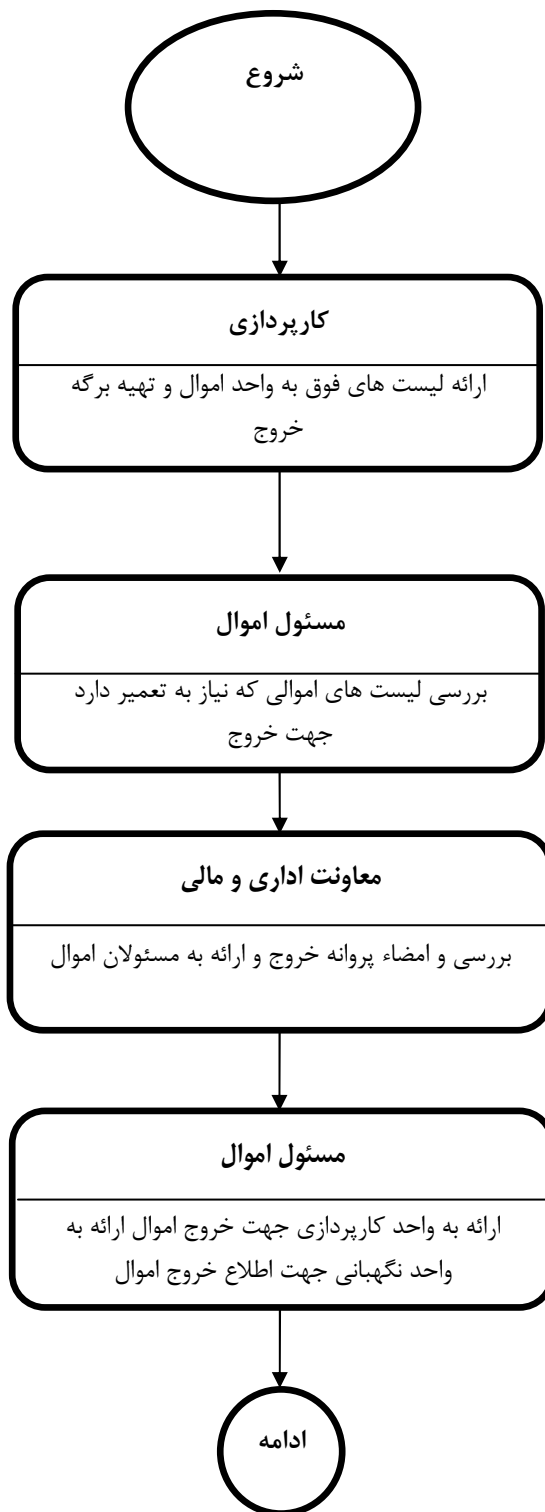 شروع
کارپردازی
ارائه لیست های فوق به واحد اموال و تهیه برگه
خروج
مسئول اموال
بررسی لیست های اموالی که نیاز به تعمیر دارد
جهت خروج
معاونت اداری و مالی
بررسی و امضاء پروانه خروج و ارائه به مسئولان اموال
مسئول اموال
ارائه به واحد کارپردازی جهت خروج اموال ارائه به
واحد نگهبانی جهت اطلاع خروج اموال
ادامه